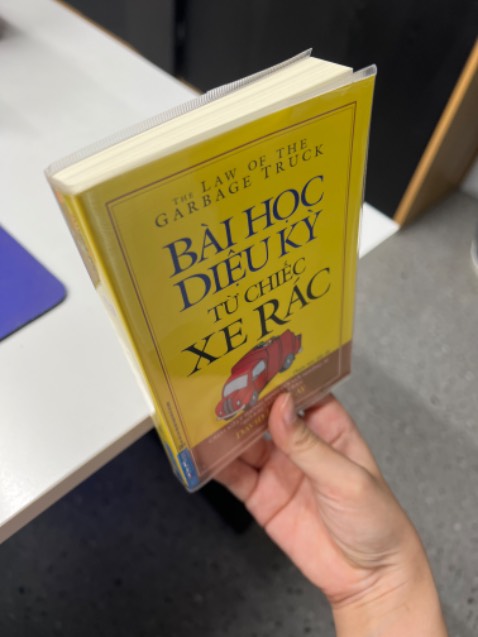 THE LAW OF THE
GARBAGE TRUCK
BÀI HỌC
DIỆU KỲ
TỪ CHIẾC
XE RÁC